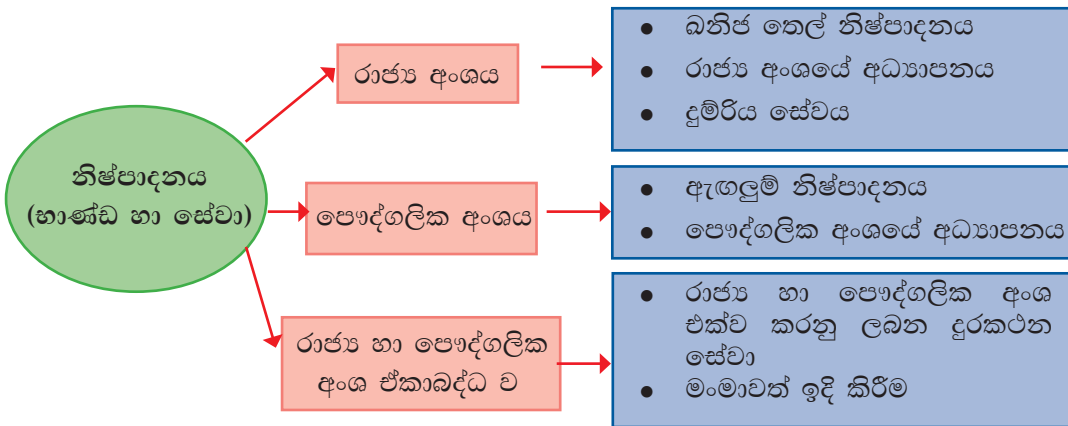 නිෂ්පාදනය
(භාණ්ඩ හා සේවා)
රාජ්‍ය අංශය
● ඛනිජ තෙල් නිෂ්පාදනය
● රාජ්‍ය අංශයේ අධ්‍යාපනය
● දුම්රිය සේවය
පෞද්ගලික අංශය
● ඇඟලුම් නිෂ්පාදනය
● පෞද්ගලික අංශයේ අධ්‍යාපනය
රාජ්‍ය හා පෞද්ගලික
අංශ ඒකාබද්ධ ව
● රාජ්‍ය හා පෞද්ගලික අංශ
එක්ව කරනු ලබන දුරකථන
සේවා
● මංමාවත් ඉදි කිරීම